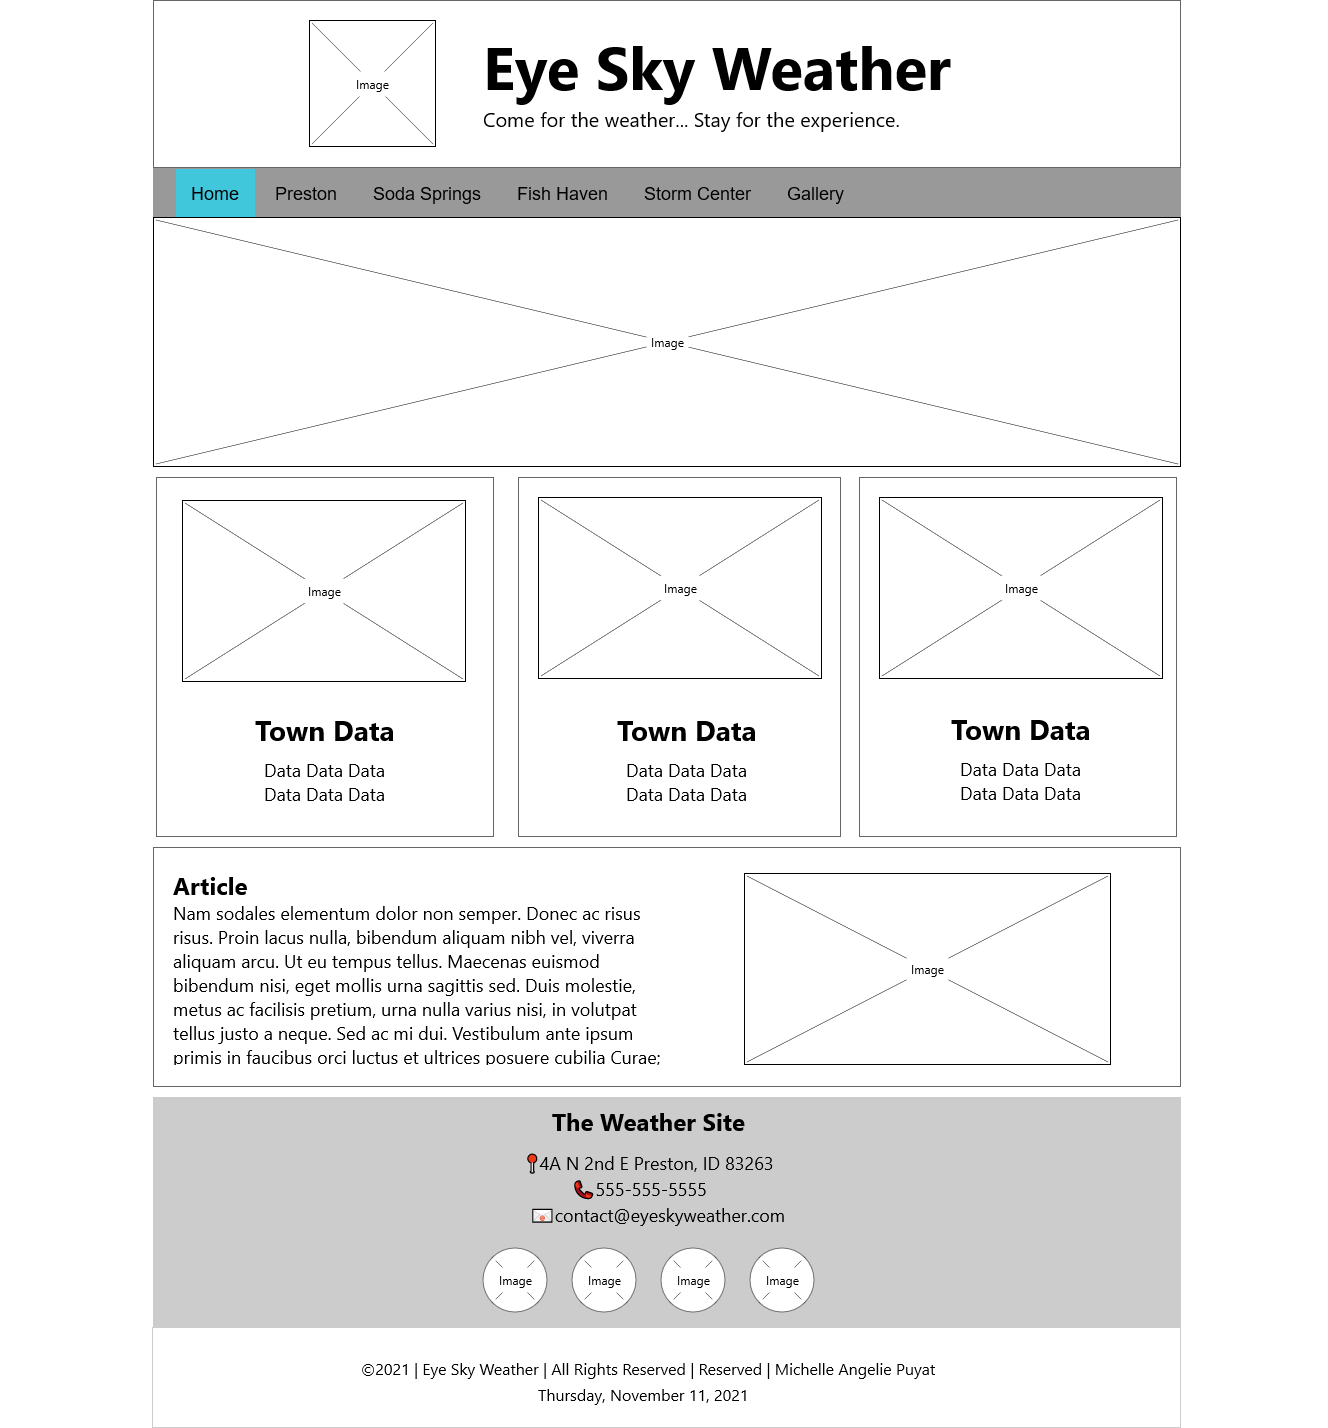 Image
Eye Sky Weather
Come for the weather... Stay for the experience.
Home Preston Soda Springs Fish Haven Storm Center Gallery
Image
Image
Town Data
Data Data Data
Data Data Data
Image
Town Data
Data Data Data
Data Data Data
Image
Town Data
Data Data Data
Data Data Data
Article
Nam sodales elementum dolor non semper. Donec ac risus
risus. Proin lacus nulla, bibendum aliquam nibh vel, viverra
aliquam arcu. Ut eu tempus tellus. Maecenas euismod
bibendum nisi, eget mollis urna sagittis sed. Duis molestie,
metus ac facilisis pretium, urna nulla varius nisi, in volutpat
tellus justo a neque. Sed ac mi dui. Vestibulum ante ipsum
primis in faucibus orci luctus et ultrices posuere cubilia Curae;
Image
The Weather Site
4A N 2nd E Preston, ID 83263
555-555-5555
contact@eyeskyweather.com
Image Image Image Image
©2021 | Eye Sky Weather | All Rights Reserved | Reserved | Michelle Angelie Puyat
Thursday, November 11, 2021